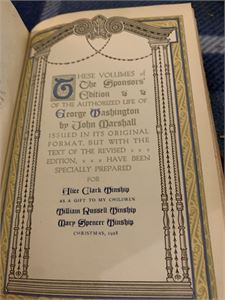 THESE VOLUMES of
The Sponsors'
Edition
OF THE AUTHORIZED LIFE OF
George Washington
by John Marshall
ISSUED IN ITS ORIGINAL
FORMAT, BUT WITH THE
TEXT OF THE REVISED
EDITION, HAVE BEEN
SPECIALLY PREPARED
FOR
Alice Clark Winship
AS A GIFT TO MY CHILDREN
William Russell Winship
Mary Spencer Winship
CHRISTMAS, 1928